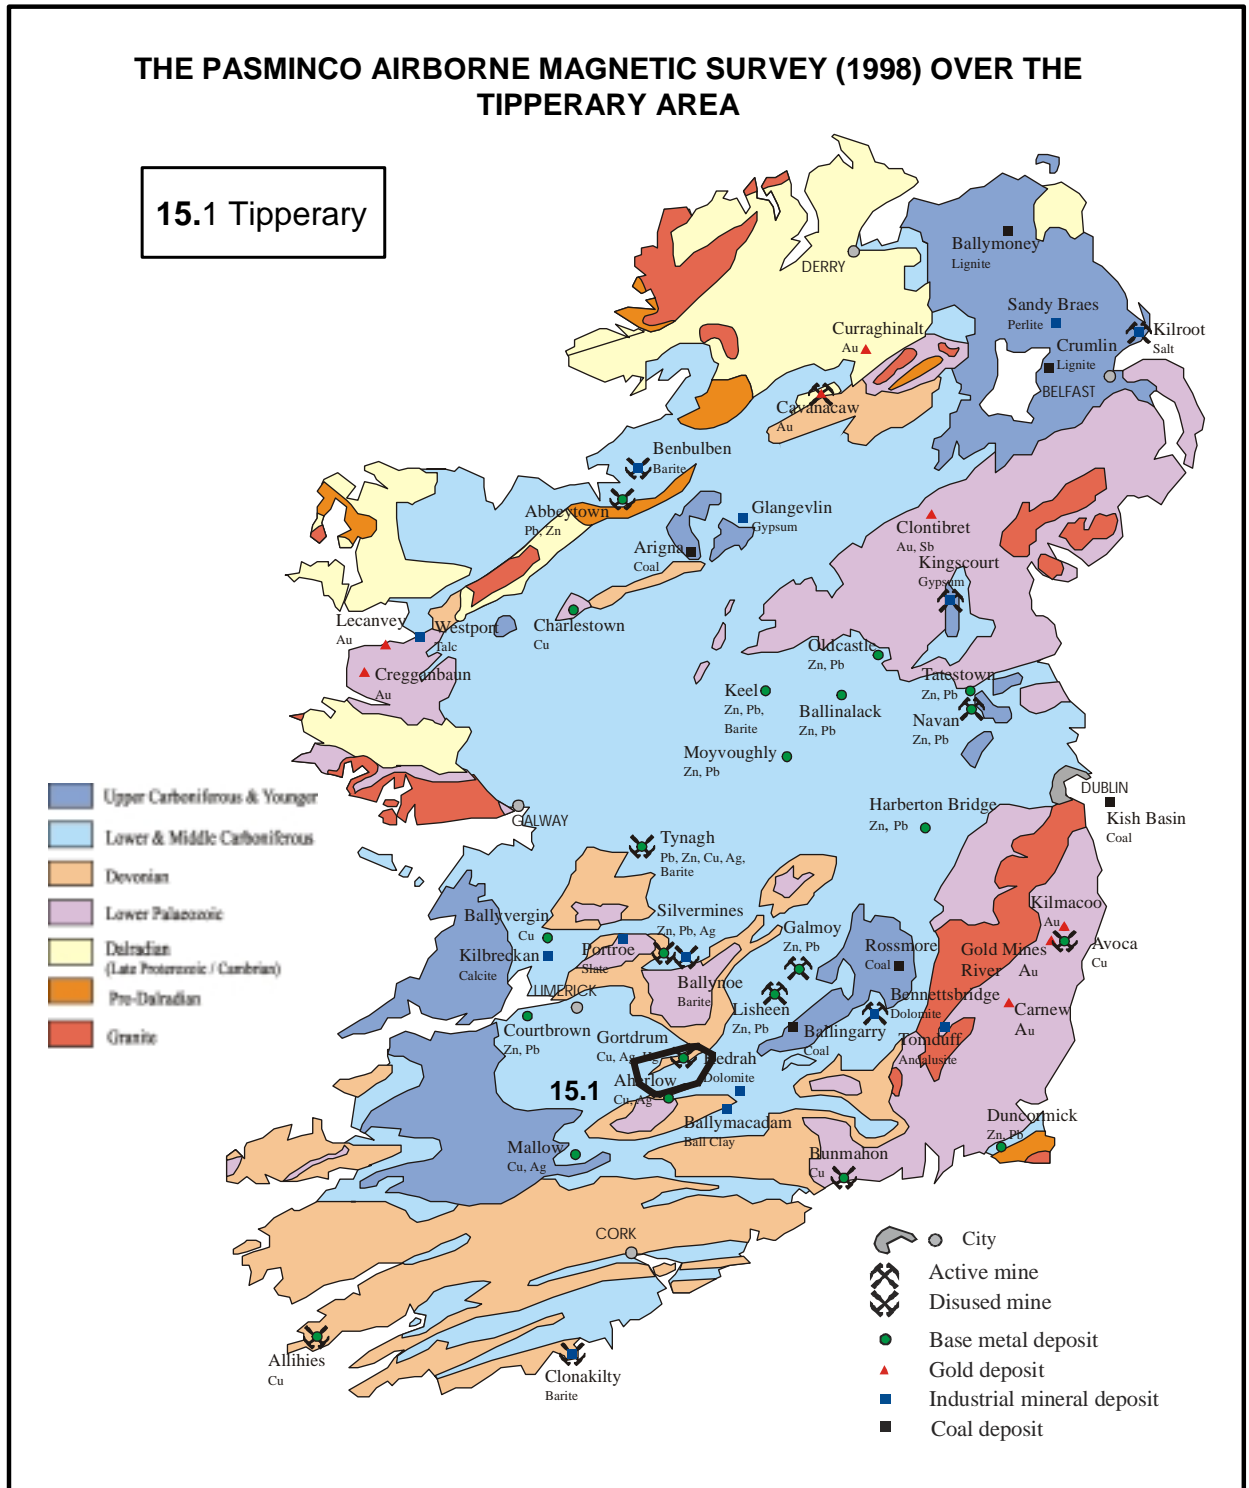 THE PASMINCO AIRBORNE MAGNETIC SURVEY (1998) OVER THE
TIPPERARY AREA
15.1 Tipperary
Ballymoney
Lignite
DERRY
Sandy Braes
Perlite
Kilroot
Salt
Curraghinalt
Au
Crumlin
Lignite
BELFAST
Cavanacaw
Au
Benbulben
Barite
Abbeytown
Pb, Zn
Glangevlin
Gypsum
Clontibret
Au, Sb
Arigna
Coal
Kingscourt
Gypsum
Lecanvey
Au
Westport
Talc
Charlestown
Cu
Oldcastle
Zn, Pb
Cregganbaun
Au
Tatestown
Zn, Pb
Keel
Zn, Pb,
Barite
Ballinalack
Zn, Pb
Navan
Zn, Pb
Moyvoughly
Zn, Pb
DUBLIN
Kish Basin
Coal
Harberton Bridge
Zn, Pb
GALWAY
Upper Carboniferous & Younger
Lower & Middle Carboniferous
Devonian
Lower Palaeozoic
Dalradian
(Late Proterozoic / Cambrian)
Pre-Dalradian
Granite
Tynagh
Pb, Zn, Cu, Ag,
Barite
Kilmacoo
Au
Ballyvergin
Cu
Silvermines
Zn, Pb, Ag
Galmoy
Zn, Pb
Rossmore
Coal
Gold Mines
River Au
Avoca
Cu
Kilbreckan
Calcite
Portroe
Slate
Ballynoe
Barite
LIMERICK
Lisheen
Zn, Pb
Bennettsbridge
Dolomite
Carnew
Au
Courtbrown
Zn, Pb
Ballingarry
Coal
Tomduff
Andalusite
Gortdrum
Cu, Ag, Hg
Kedrah
Dolomite
15.1
Aherlow
Cu, Ag
Ballymacadam
Ball Clay
Duncormick
Zn, Pb
Mallow
Cu, Ag
Bunmahon
Cu
CORK
Allihies
Cu
Clonakilty
Barite
City
Active mine
Disused mine
Base metal deposit
Gold deposit
Industrial mineral deposit
Coal deposit